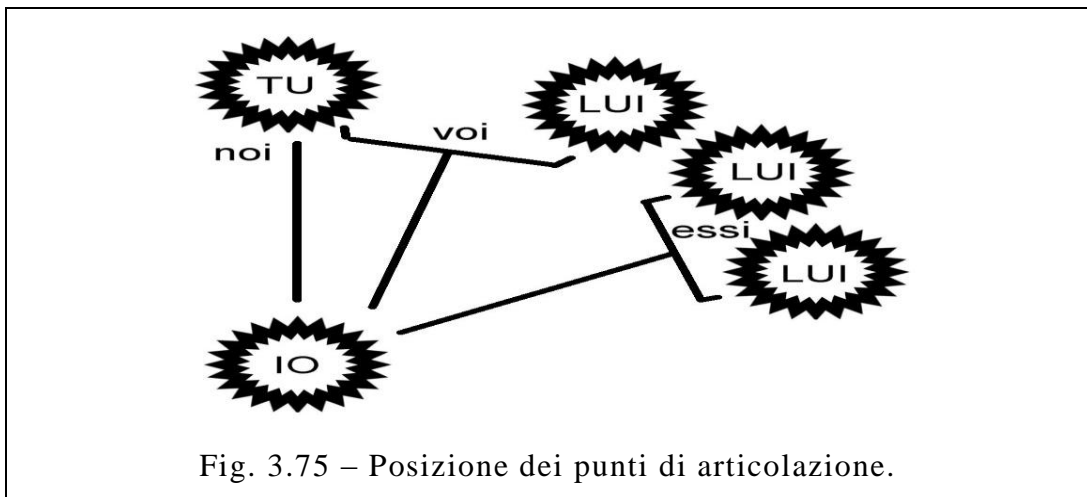 TU
LUI
voi
noi
LUI
essi
LUI
IO
Fig. 3.75 – Posizione dei punti di articolazione.